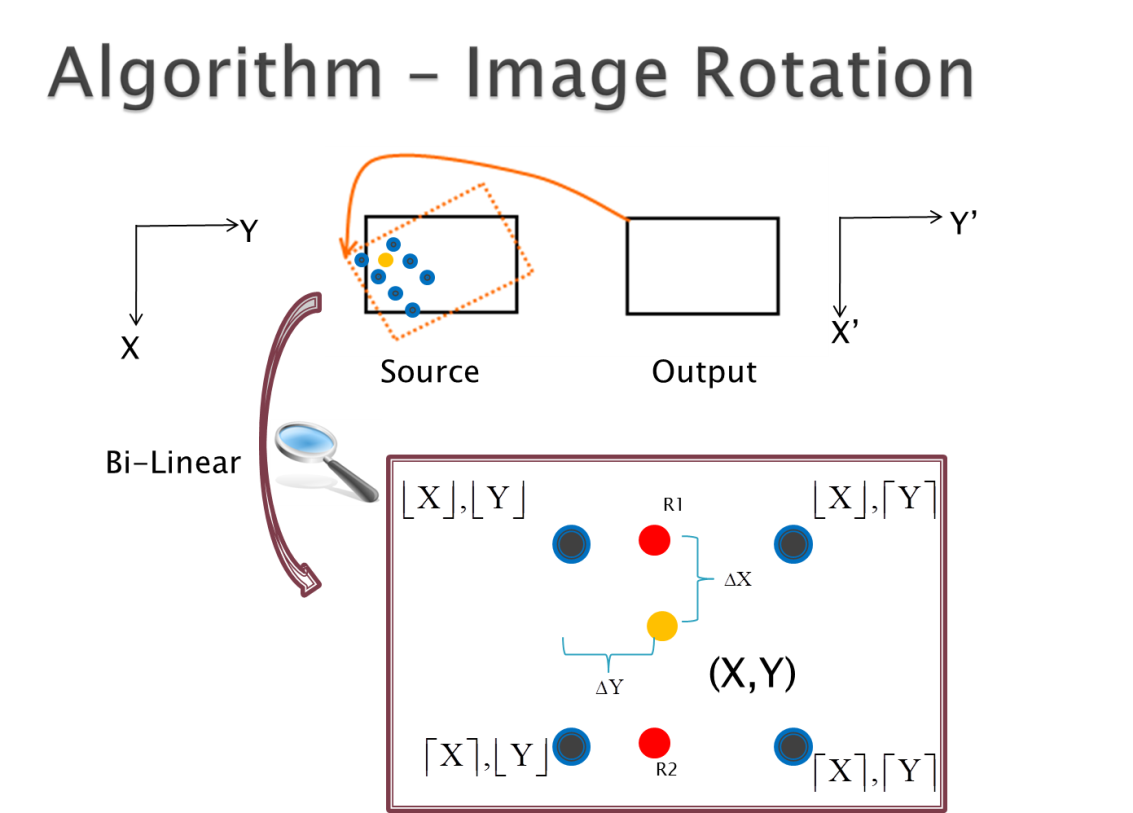 Algorithm – Image Rotation
Y
X
Y’
X’
Source
Output
Bi-Linear
⌊X⌋,⌊Y⌋
R1
⌊X⌋,⌈Y⌉
ΔX
(X,Y)
ΔY
⌈X⌉,⌊Y⌋
R2
⌈X⌉,⌈Y⌉